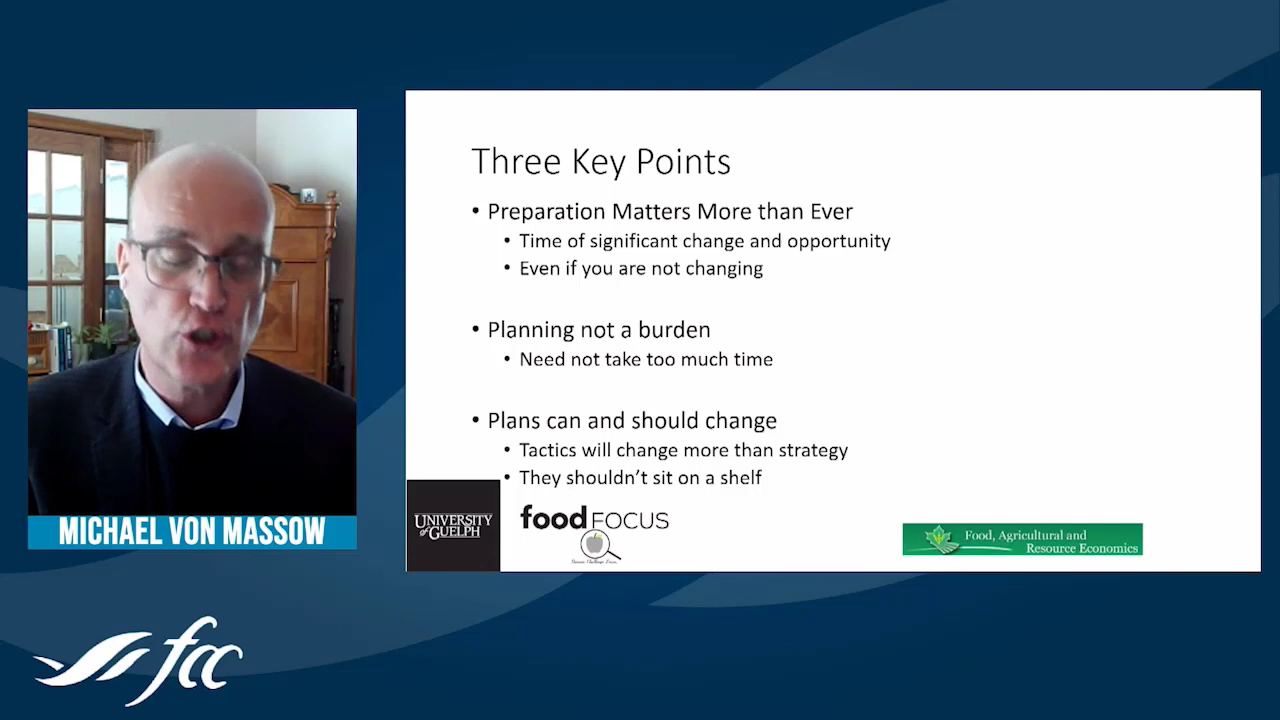 Three Key Points
• Preparation Matters More than Ever
• Time of significant change and opportunity
• Even if you are not changing
• Planning not a burden
• Need not take too much time
• Plans can and should change
• Tactics will change more than strategy
• They shouldn't sit on a shelf
MICHAEL VON MASSOW
UNIVERSITY
of GUELPH
foodFOCUS
Food, Agricultural and
Resource Economics
fcc